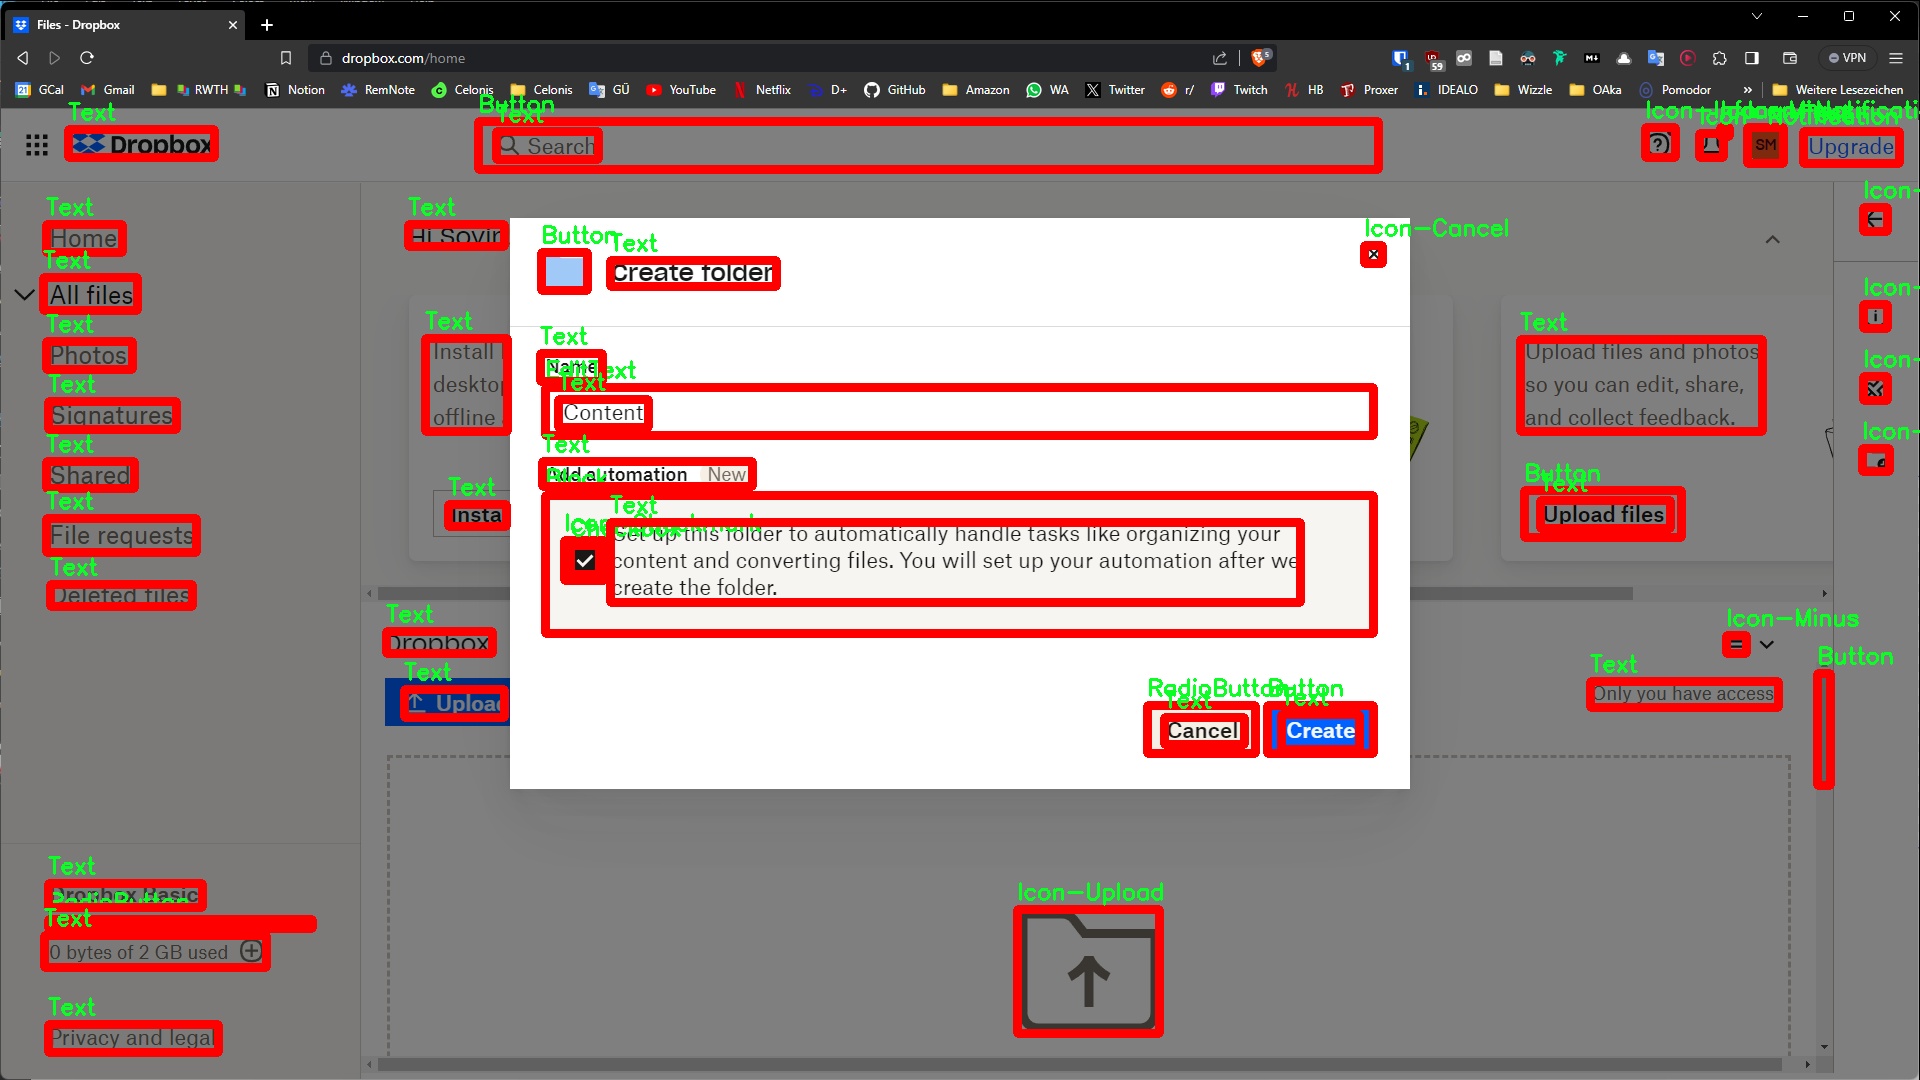 Files - Dropbox
dropbox.com/home
VPN
GCal
Gmail
RWTH
Notion
RemNote
Celonis
Celonis
GÜ
YouTube
Netflix
D+
GitHub
Amazon
WA
Twitter
r/
Twitch
HB
Proxer
IDEALO
Wizzle
OAka
Pomodor
Weitere Lesezeichen
Text
Dropbox
Button
Text
Search
SM
Upgrade
Text
Home
Text
All files
Text
Photos
Text
Signatures
Text
Shared
Text
File requests
Text
Deleted files
Text
Dropbox Basic
RadioButton
Text
0 bytes of 2 GB used
Text
Privacy and legal
Text
Button
Text
Create folder
Icon-Cancel
Text
Name
Text
Content
Text
Add automation New
Block
Text
Checkbox
Set up this folder to automatically handle tasks like organizing your
content and converting files. You will set up your automation after we
create the folder.
RadioButton
Text
Cancel
Button
Text
Create
Text
Install
desktop
offline
Text
Insta
Text
Upload files and photos
so you can edit, share,
and collect feedback.
Button
Text
Upload files
Text
Dropbox
Text
Upload
Icon-Minus
Text
Only you have access
Button
Icon-Upload
Icon-
Icon-
Icon-
Icon-